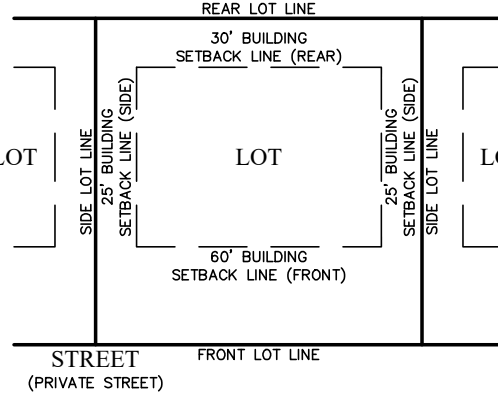 REAR LOT LINE
30' BUILDING
SETBACK LINE (REAR)
SIDE LOT LINE
25' BUILDING
SETBACK LINE (SIDE)
LOT
LOT
25' BUILDING
SETBACK LINE (SIDE)
SIDE LOT LINE
LO
60' BUILDING
SETBACK LINE (FRONT)
STREET
(PRIVATE STREET)
FRONT LOT LINE